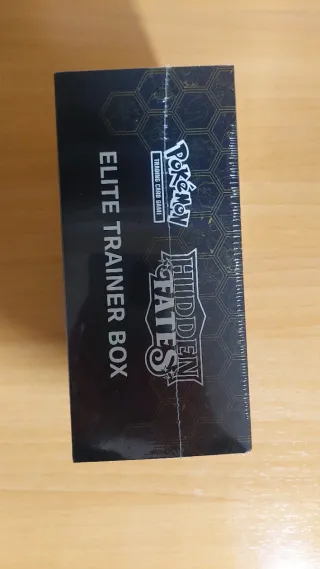 POKÉMON
TRADING CARD GAME
HIDDEN
FATES
ELITE TRAINER BOX